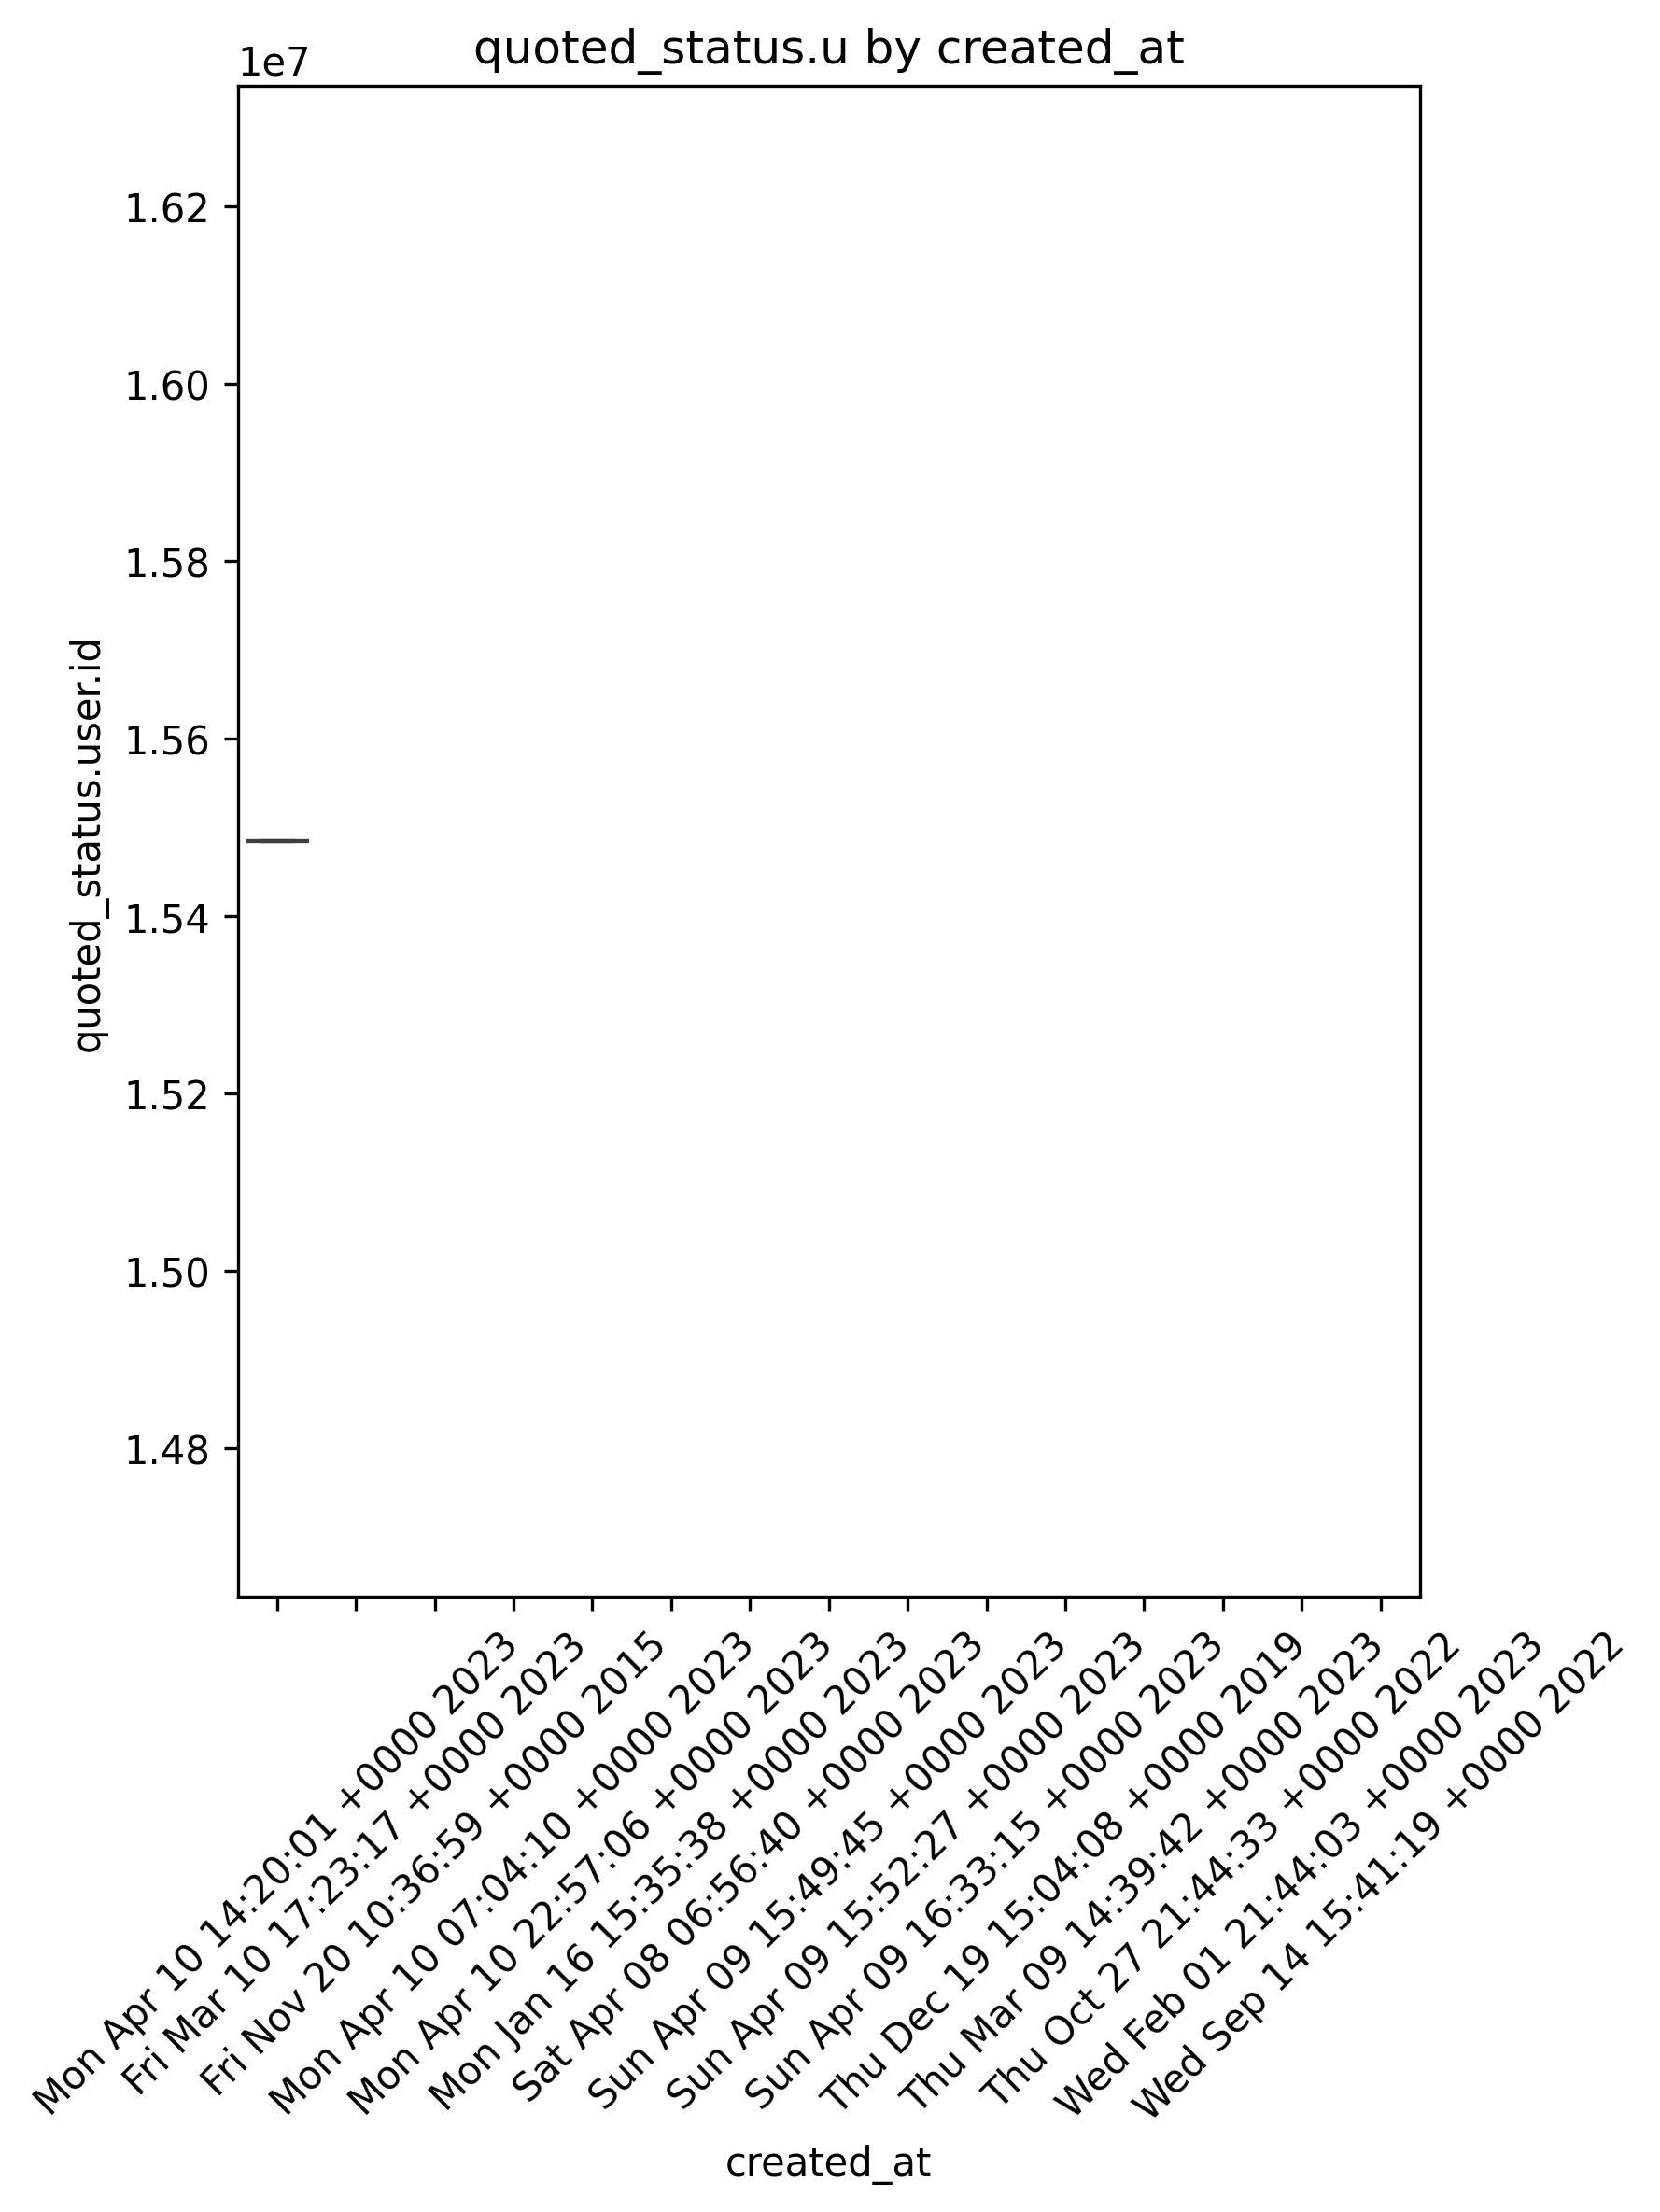 quoted_status.u by created_at
1e7
1.62
1.60
1.58
1.56
1.54
1.52
1.50
1.48
quoted_status.user.id
Mon Apr 10 14:20:01 +0000 2023
Fri Mar 10 17:23:17 +0000 2023
Fri Nov 20 10:36:59 +0000 2015
Mon Apr 10 07:04:10 +0000 2023
Mon Apr 10 22:57:06 +0000 2023
Mon Jan 16 15:35:38 +0000 2023
Sat Apr 08 06:56:40 +0000 2023
Sun Apr 09 15:49:45 +0000 2023
Sun Apr 09 15:52:27 +0000 2023
Sun Apr 09 16:33:15 +0000 2023
Thu Dec 19 15:04:08 +0000 2019
Thu Mar 09 14:39:42 +0000 2023
Thu Oct 27 21:44:33 +0000 2022
Wed Feb 01 21:44:03 +0000 2023
Wed Sep 14 15:41:19 +0000 2022
created_at